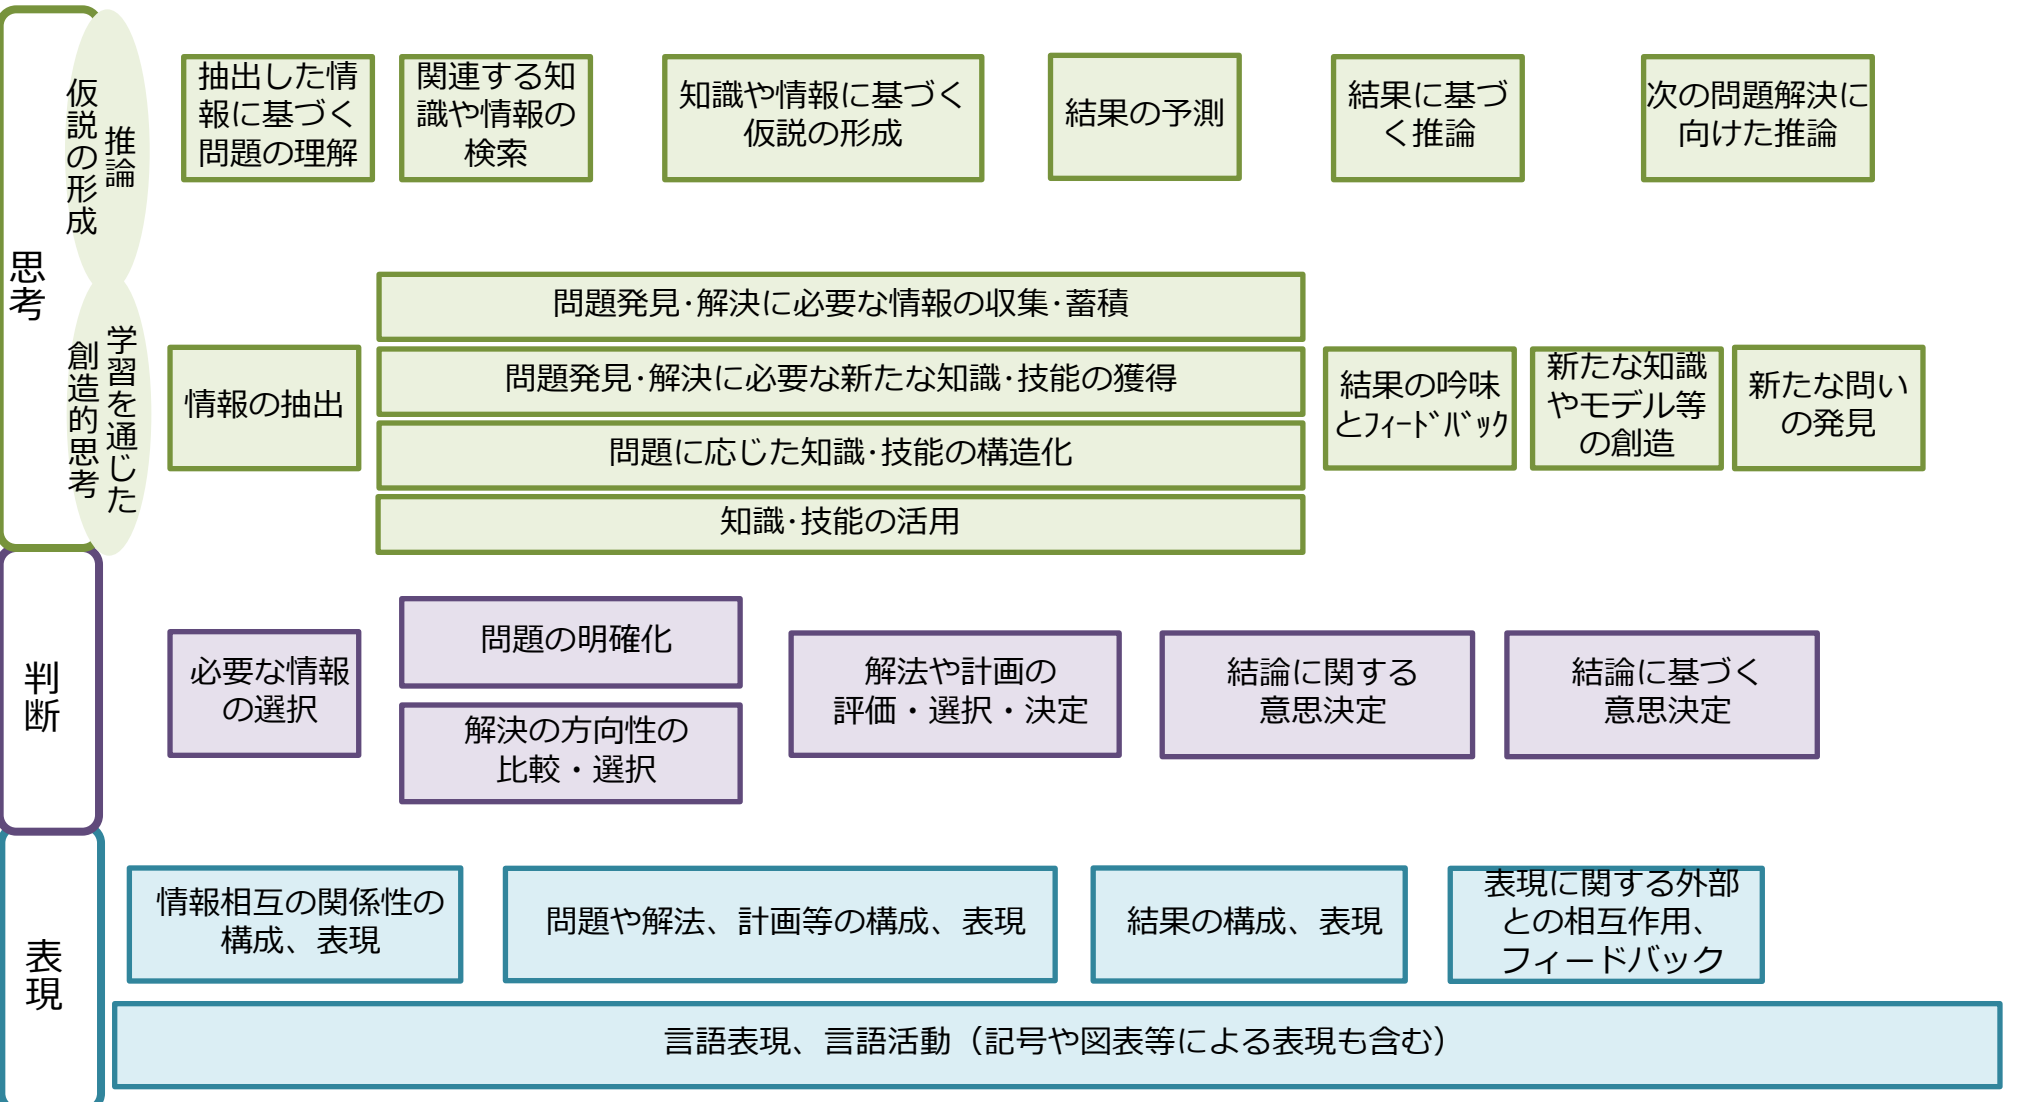 思考
仮説の形成
推論
抽出した情
報に基づく
問題の理解
関連する知
識や情報の
検索
知識や情報に基づく
仮説の形成
結果の予測
結果に基づ
く推論
次の問題解決に
向けた推論
学習を通じた
創造的思考
情報の抽出
問題発見･解決に必要な情報の収集･蓄積
問題発見･解決に必要な新たな知識･技能の獲得
問題に応じた知識･技能の構造化
知識･技能の活用
結果の吟味
とﾌｨｰﾄﾞﾊﾞｯｸ
新たな知識
やモデル等
の創造
新たな問い
の発見
判断
必要な情報
の選択
問題の明確化
解決の方向性の
比較・選択
解法や計画の
評価・選択・決定
結論に関する
意思決定
結論に基づく
意思決定
表現
情報相互の関係性の
構成、表現
問題や解法、計画等の構成、表現
結果の構成、表現
表現に関する外部
との相互作用、
フィードバック
言語表現、言語活動（記号や図表等による表現も含む）